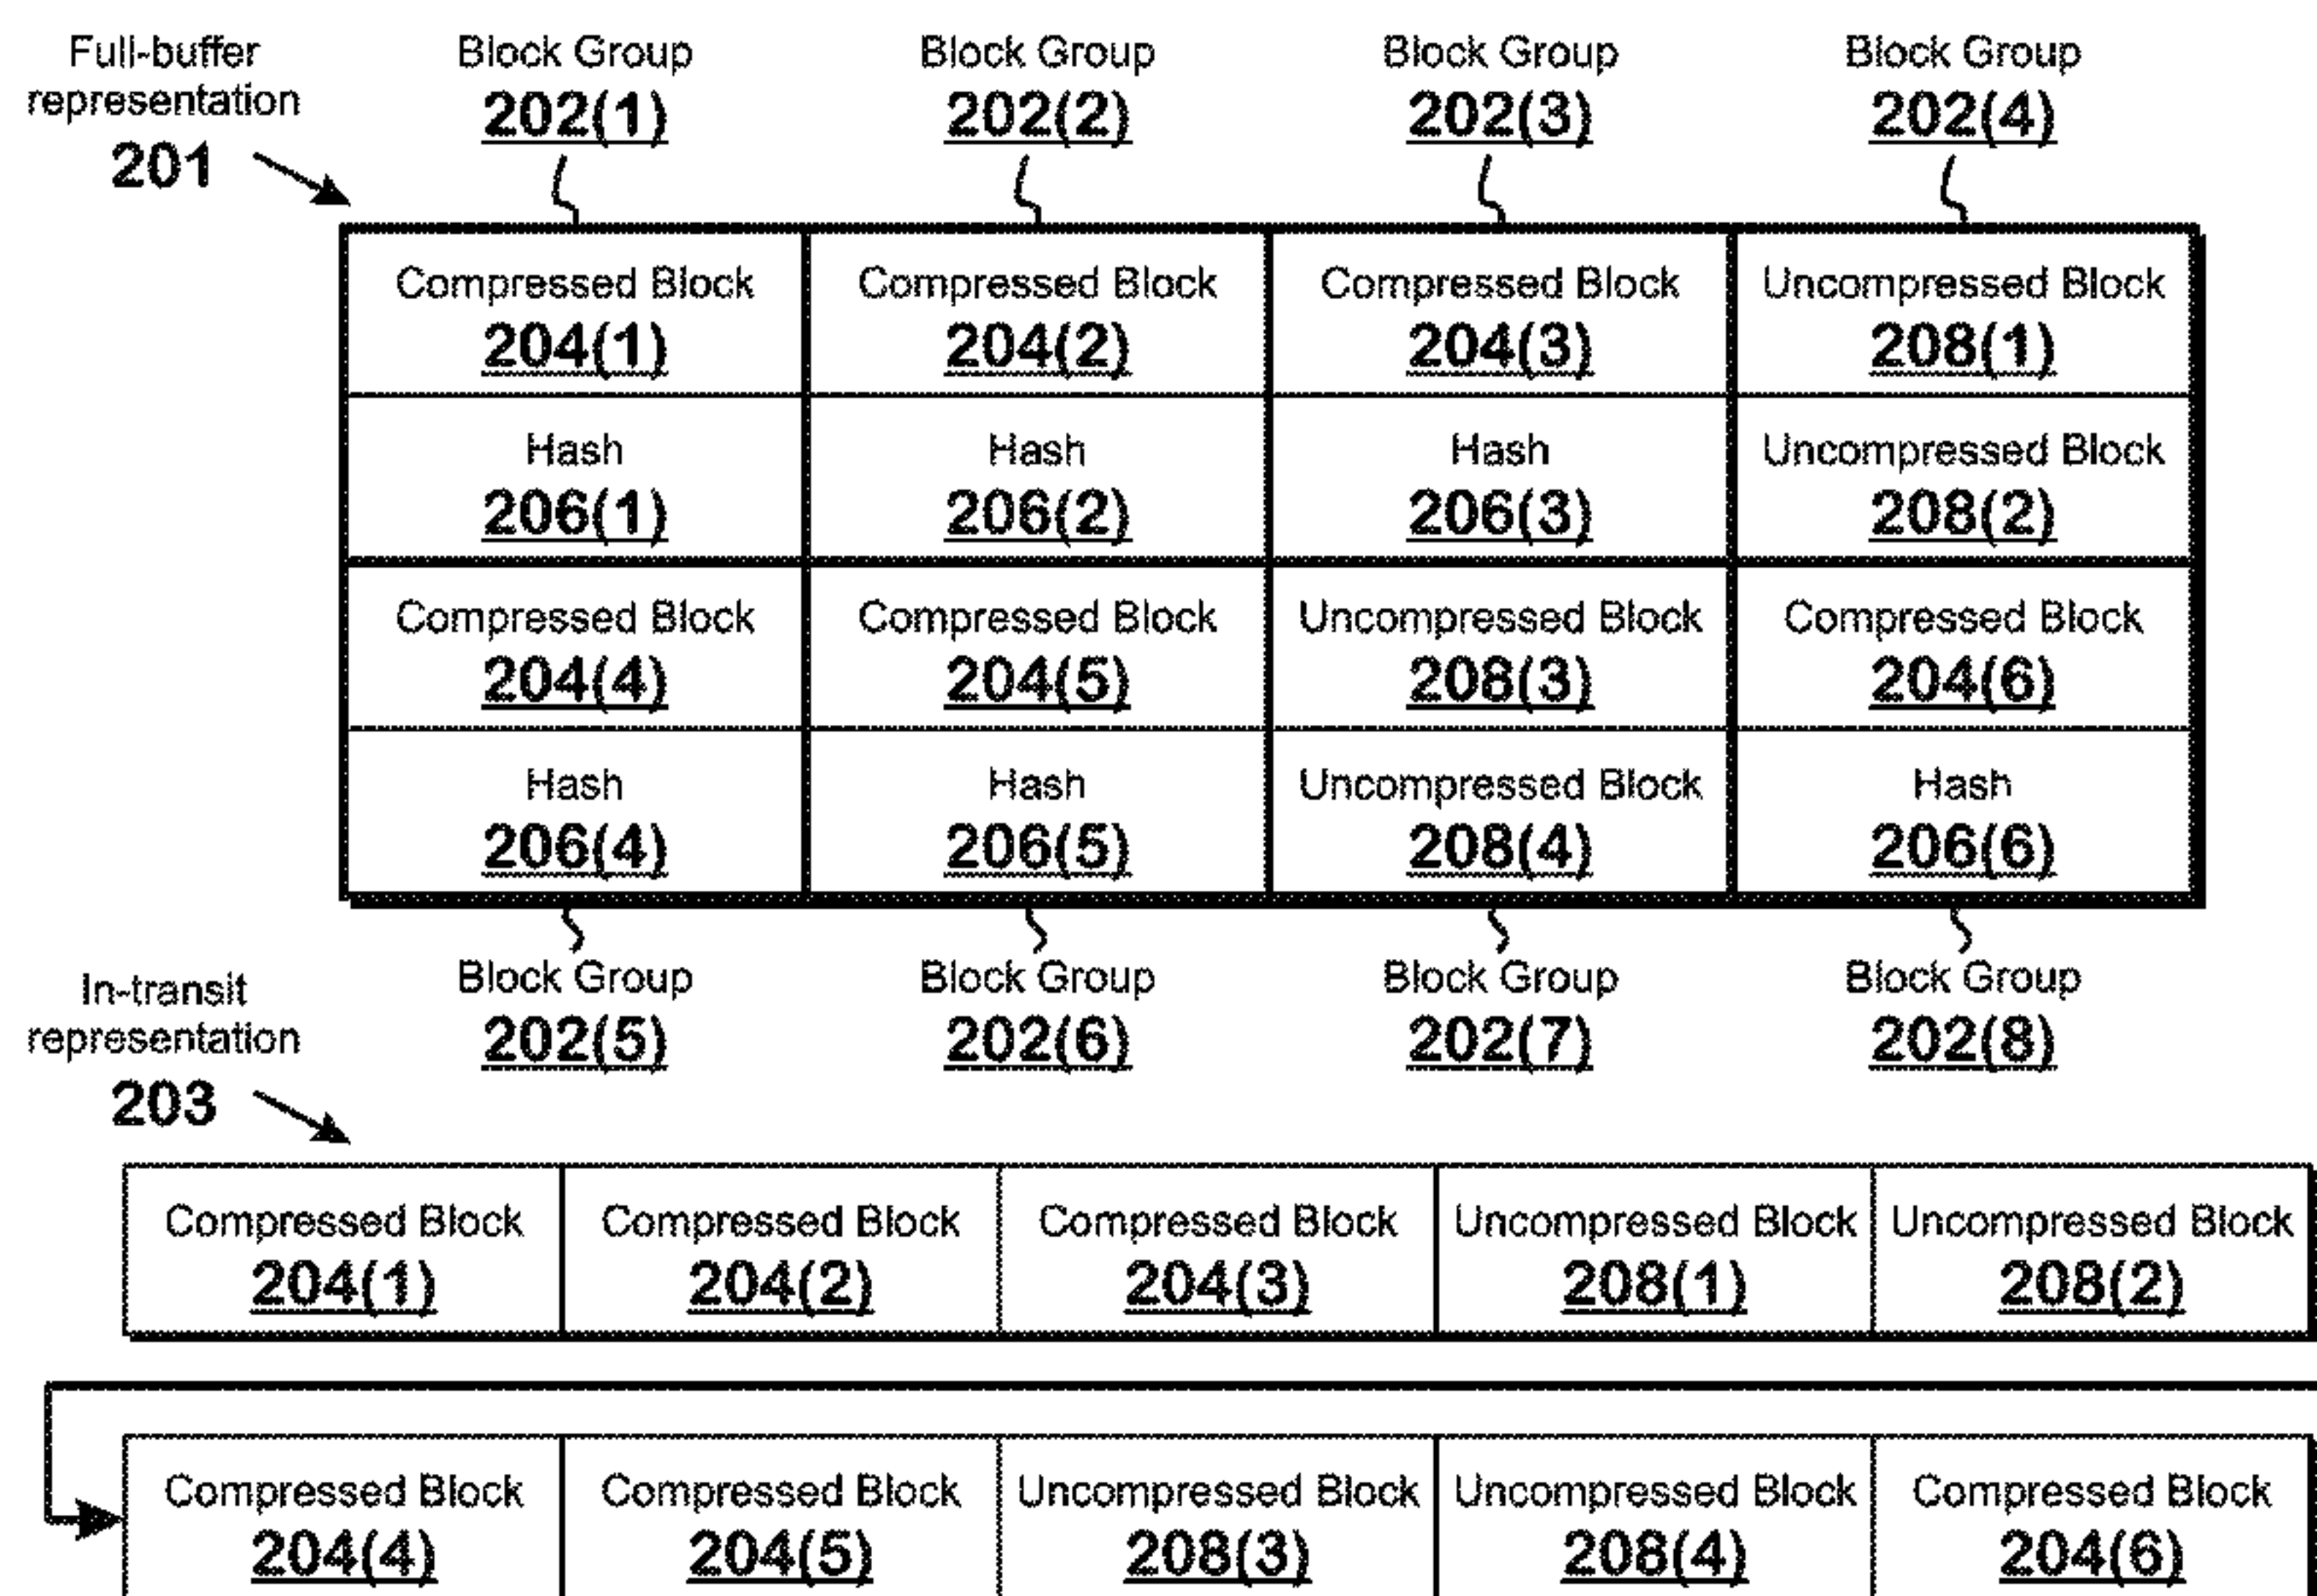 Full-buffer
representation
201
Block Group
202(1)
Block Group
202(2)
Block Group
202(3)
Block Group
202(4)
Compressed Block
204(1)
Compressed Block
204(2)
Compressed Block
204(3)
Uncompressed Block
208(1)
Hash
206(1)
Hash
206(2)
Hash
206(3)
Uncompressed Block
208(2)
Compressed Block
204(4)
Compressed Block
204(5)
Uncompressed Block
208(3)
Compressed Block
204(6)
Hash
206(4)
Hash
206(5)
Uncompressed Block
208(4)
Hash
206(6)
Block Group
202(5)
Block Group
202(6)
Block Group
202(7)
Block Group
202(8)
In-transit
representation
203
Compressed Block
204(1)
Compressed Block
204(2)
Compressed Block
204(3)
Uncompressed Block
208(1)
Uncompressed Block
208(2)
Compressed Block
204(4)
Compressed Block
204(5)
Uncompressed Block
208(3)
Uncompressed Block
208(4)
Compressed Block
204(6)